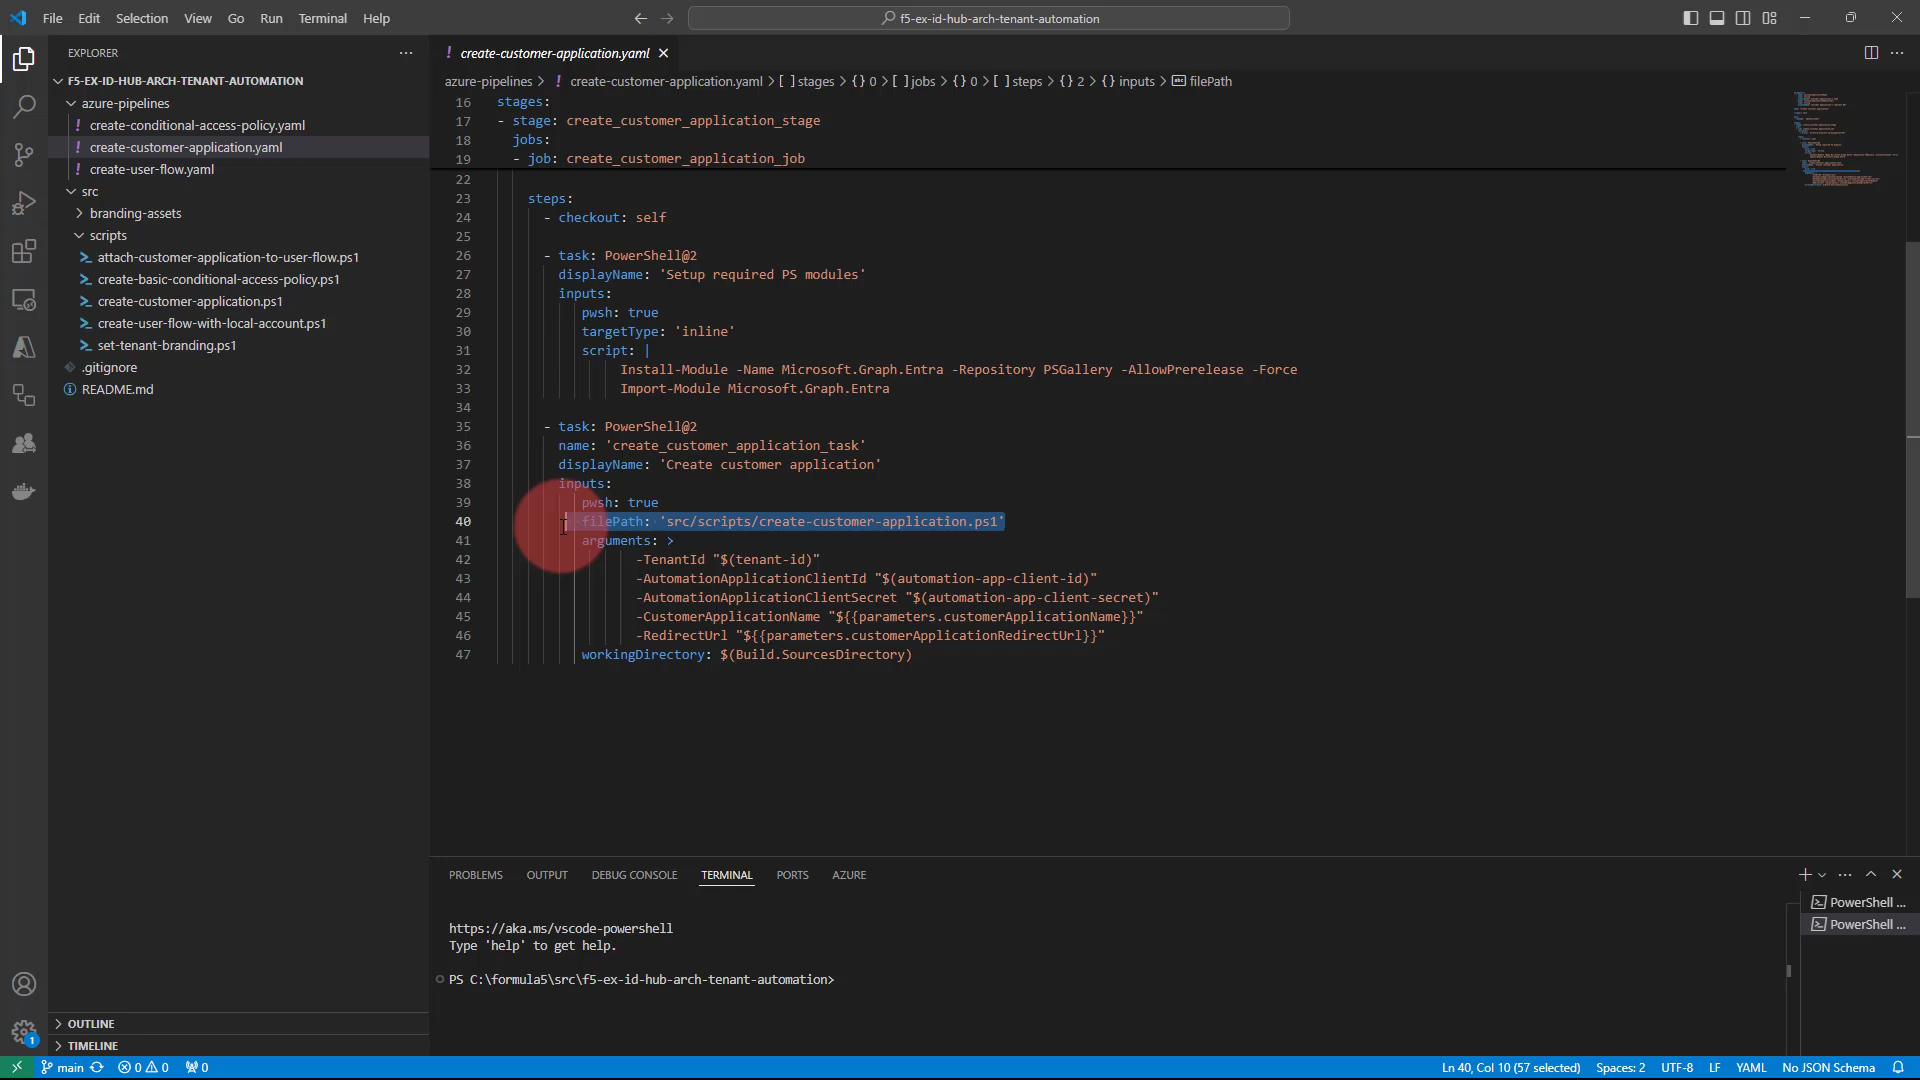 File Edit Selection View Go Run Terminal Help
f5-ex-id-hub-arch-tenant-automation
EXPLORER
F5-EX-ID-HUB-ARCH-TENANT-AUTOMATION
azure-pipelines
! create-conditional-access-policy.yaml
! create-customer-application.yaml
! create-user-flow.yaml
src
branding-assets
scripts
attach-customer-application-to-user-flow.ps1
create-basic-conditional-access-policy.ps1
create-customer-application.ps1
create-user-flow-with-local-account.ps1
set-tenant-branding.ps1
.gitignore
README.md
OUTLINE
TIMELINE
! create-customer-application.yaml
azure-pipelines > ! create-customer-application.yaml > [ ] stages > { } 0 > [ ] jobs > { } 0 > [ ] steps > { } 2 > { } inputs > abc filePath
16 stages:
17 - stage: create_customer_application_stage
18 jobs:
19 - job: create_customer_application_job
22
23 steps:
24 - checkout: self
25
26 - task: PowerShell@2
27 displayName: 'Setup required PS modules'
28 inputs:
29 pwsh: true
30 targetType: 'inline'
31 script: |
32 Install-Module -Name Microsoft.Graph.Entra -Repository PSGallery -AllowPrerelease -Force
33 Import-Module Microsoft.Graph.Entra
34
35 - task: PowerShell@2
36 name: 'create_customer_application_task'
37 displayName: 'Create customer application'
38 inputs:
39 pwsh: true
40 filePath: 'src/scripts/create-customer-application.ps1'
41 arguments: >
42 -TenantId "$(tenant-id)"
43 -AutomationApplicationClientId "$(automation-app-client-id)"
44 -AutomationApplicationClientSecret "$(automation-app-client-secret)"
45 -CustomerApplicationName "${{parameters.customerApplicationName}}"
46 -RedirectUrl "${{parameters.customerApplicationRedirectUrl}}"
47 workingDirectory: $(Build.SourcesDirectory)
PROBLEMS OUTPUT DEBUG CONSOLE TERMINAL PORTS AZURE
https://aka.ms/vscode-powershell
Type 'help' to get help.
PS C:\formula5\src\f5-ex-id-hub-arch-tenant-automation>
PowerShell ...
PowerShell ...
1
main 0 0 0 Ln 40, Col 10 (57 selected) Spaces: 2 UTF-8 LF YAML No JSON Schema